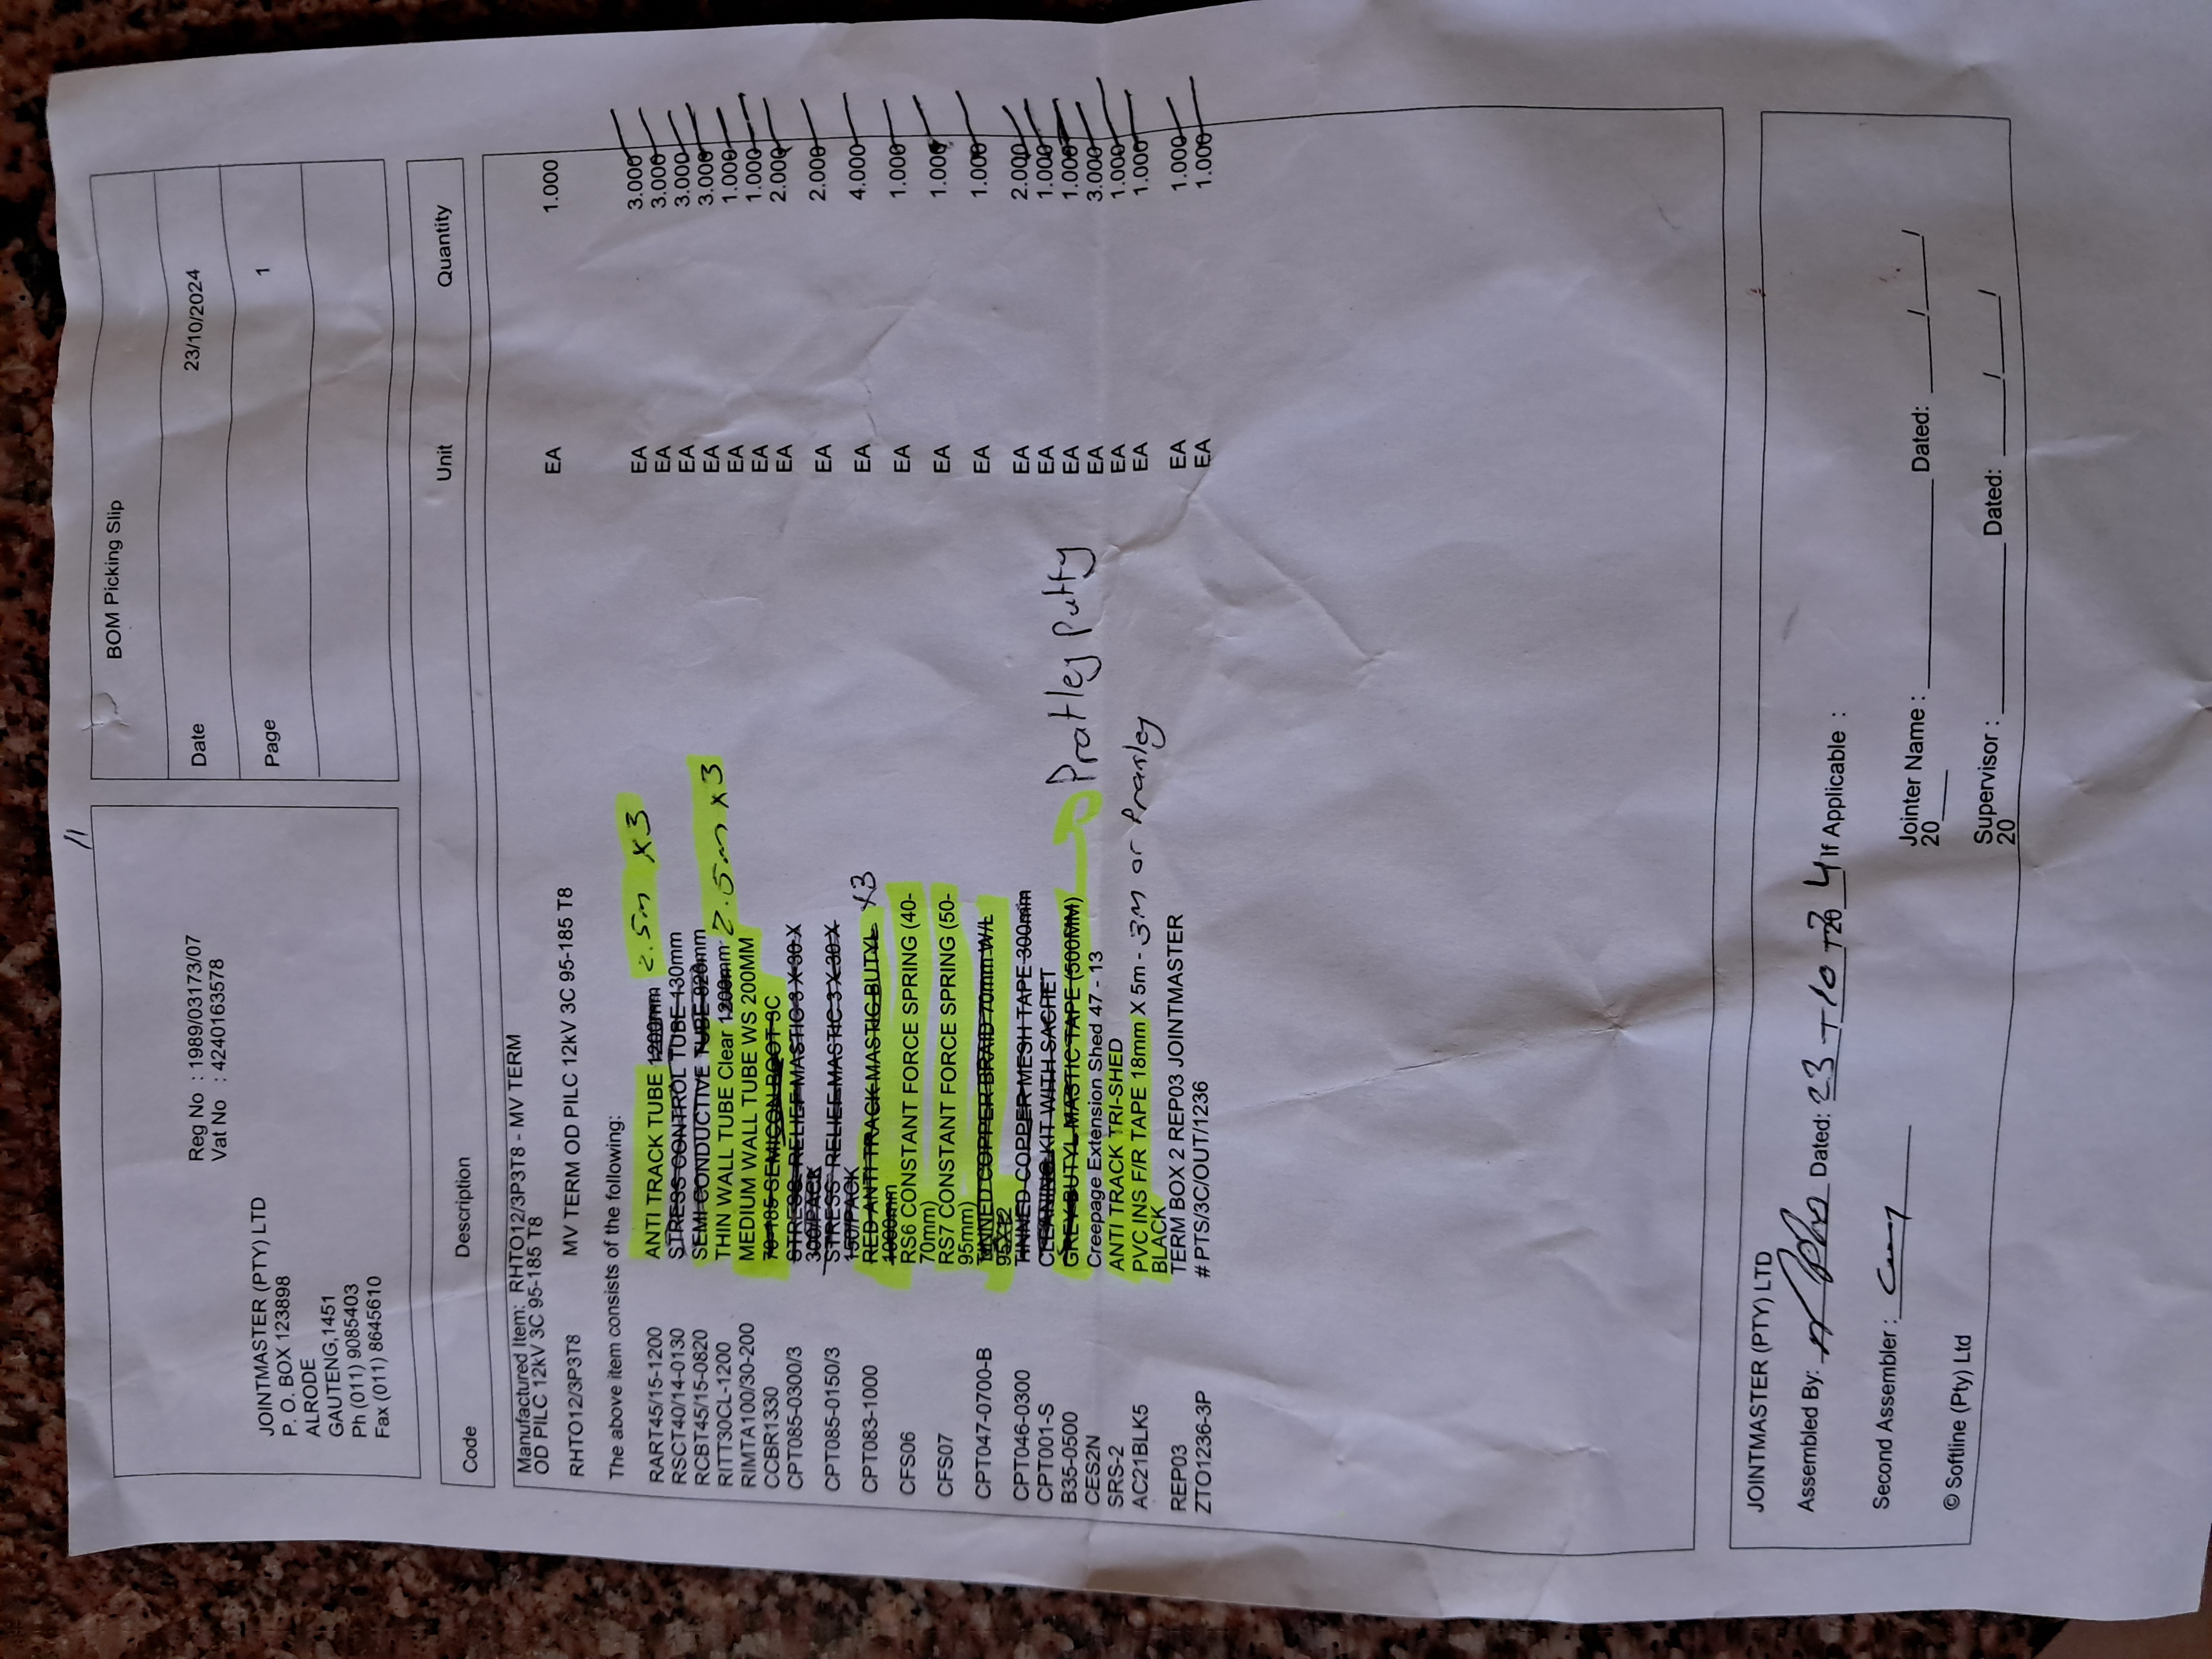 11
BOM Picking Slip
Reg No : 1989/03173/07
Vat No : 4240163578
Date 23/10/2024
JOINTMASTER (PTY) LTD
P. O. BOX 123898
ALRODE
GAUTENG,1451
Ph (011) 9085403
Fax (011) 8645610
Page 1
Code Description Unit Quantity
Manufactured Item: RHTO12/3P3T8 - MV TERM
OD PILC 12kV 3C 95-185 T8
RHTO12/3P3T8 MV TERM OD PILC 12kV 3C 95-185 T8 EA 1.000
The above item consists of the following:
RART45/15-1200 ANTI TRACK TUBE 1200mm 2.5m x3 EA 3.000
RSCT40/14-0130 STRESS CONTROL TUBE 130mm EA 3.000
RCBT45/15-0820 SEMI CONDUCTIVE TUBE 820mm EA 3.000
RITT30CL-1200 THIN WALL TUBE Clear 1200mm 2.5m x3 EA 3.000
RIMTA100/30-200 MEDIUM WALL TUBE WS 200MM EA 1.000
CCBR1330 70-185 SEMICON BOOT 3C EA 1.000
CPT085-0300/3 STRESS RELIEF MASTIC 3 X 30 X EA 2.000
300/PACK
CPT085-0150/3 STRESS RELIEF MASTIC 3 X 30 X EA 2.000
150/PACK
CPT083-1000 RED ANTI TRACK MASTIC BUTYL x3 EA 4.000
1000mm
CFS06 RS6 CONSTANT FORCE SPRING (40- EA 1.000
70mm)
CFS07 RS7 CONSTANT FORCE SPRING (50- EA 1.000
95mm)
CPT047-0700-B TINNED COPPER BRAID 70mm W/L EA 1.000
95X12
CPT046-0300 TINNED COPPER MESH TAPE 300mm EA 2.000
CPT001-S CLEANING KIT WITH SACHET EA 1.000
B35-0500 GREY BUTYL MASTIC TAPE (500MM) Pratley putty EA 1.000
CES2N Creepage Extension Shed 47 - 13 EA 3.000
SRS-2 ANTI TRACK TRI-SHED EA 1.000
AC21BLK5 PVC INS F/R TAPE 18mm X 5m - 3M or Prasley EA 1.000
BLACK
REP03 TERM BOX 2 REP03 JOINTMASTER EA 1.000
ZTO1236-3P # PTS/3C/OUT/1236 EA 1.000
JOINTMASTER (PTY) LTD
Assembled By: Dated: 23 10 20 24 If Applicable :
Second Assembler :
Jointer Name : Dated: / /
20
© Softline (Pty) Ltd
Supervisor : Dated: / /
20